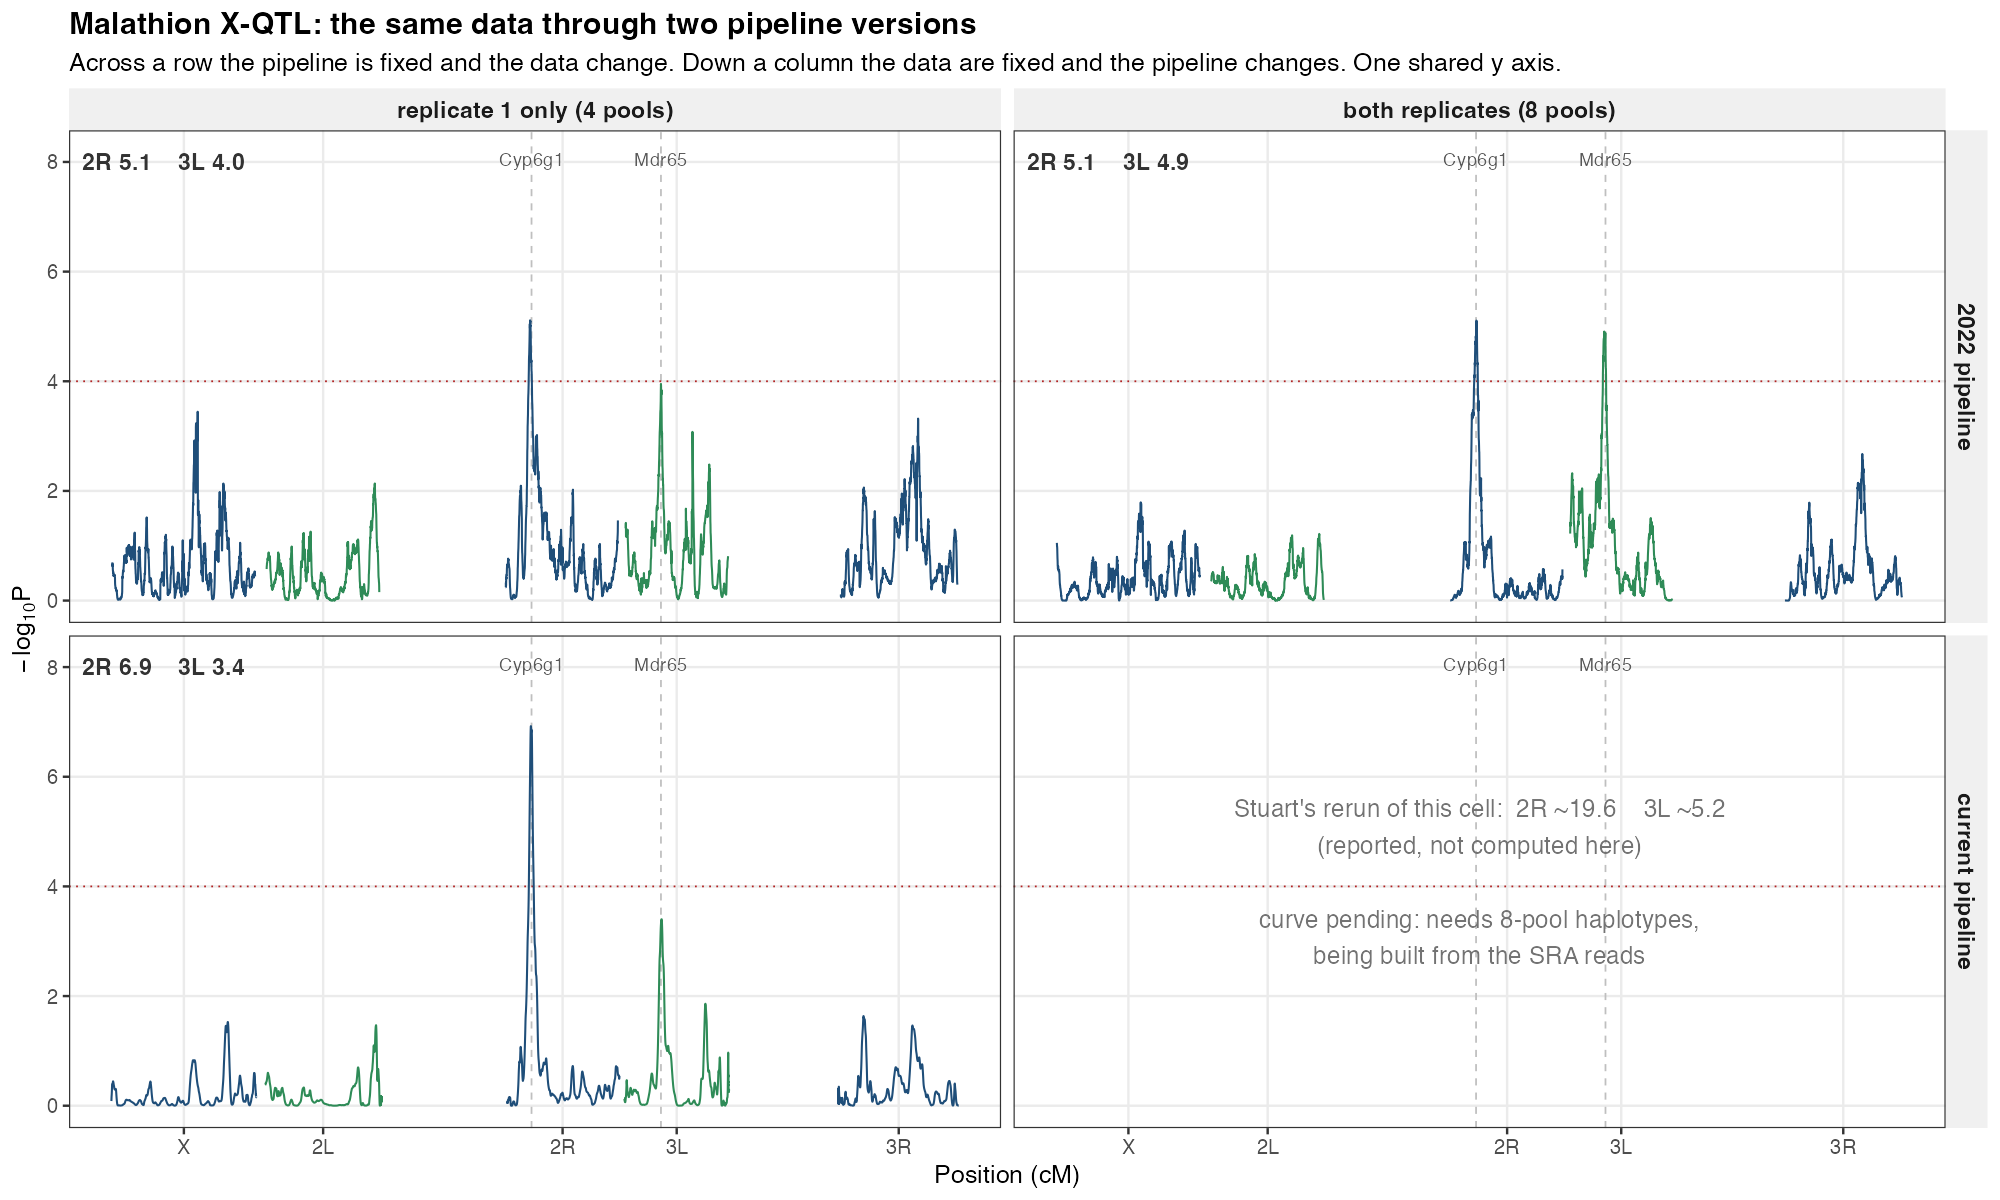 Malathion X-QTL: the same data through two pipeline versions
Across a row the pipeline is fixed and the data change. Down a column the data are fixed and the pipeline changes. One shared y axis.
replicate 1 only (4 pools)
both replicates (8 pools)
2R 5.1 3L 4.0
Cyp6g1
Mdr65
2R 5.1 3L 4.9
Cyp6g1
Mdr65
8
6
4
2
0
2022 pipeline
−log₁₀P
2R 6.9 3L 3.4
Cyp6g1
Mdr65
Cyp6g1
Mdr65
Stuart's rerun of this cell: 2R ~19.6 3L ~5.2
(reported, not computed here)
curve pending: needs 8-pool haplotypes,
being built from the SRA reads
8
6
4
2
0
current pipeline
X 2L 2R 3L 3R
X 2L 2R 3L 3R
Position (cM)